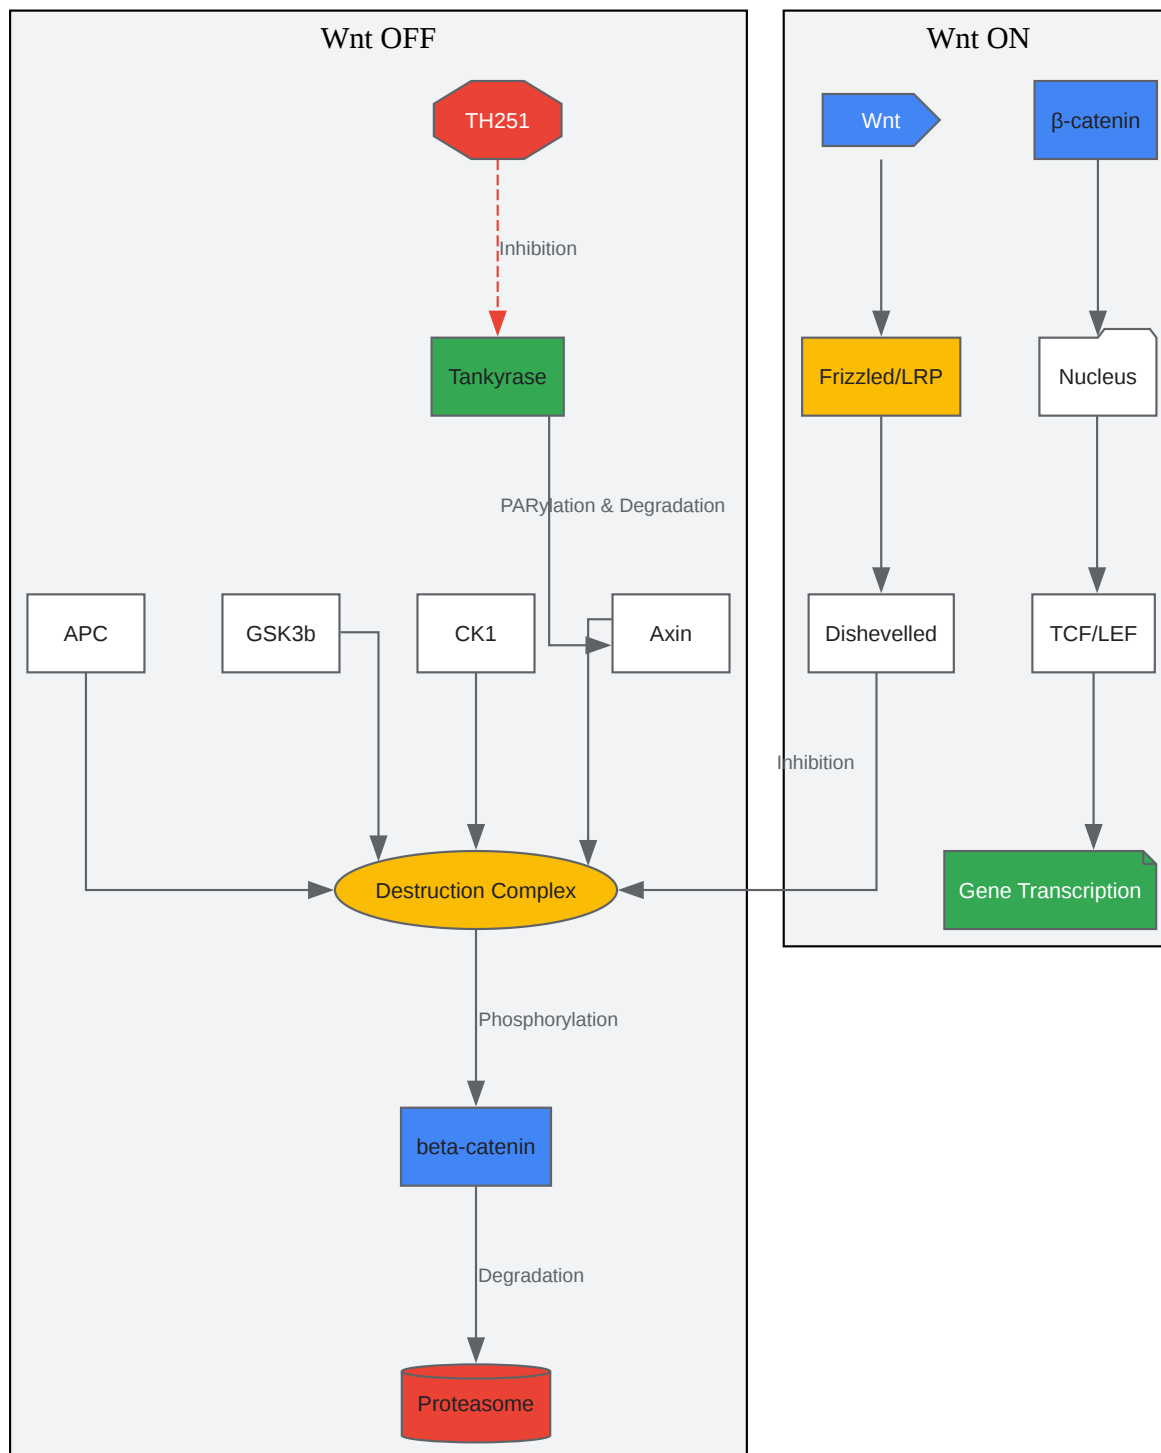 Wnt OFF
Wnt ON
TH251
Wnt
β-catenin
Inhibition
Tankyrase
Frizzled/LRP
Nucleus
PARylation & Degradation
APC
GSK3b
CK1
Axin
Dishevelled
TCF/LEF
Inhibition
Destruction Complex
Gene Transcription
Phosphorylation
beta-catenin
Degradation
Proteasome